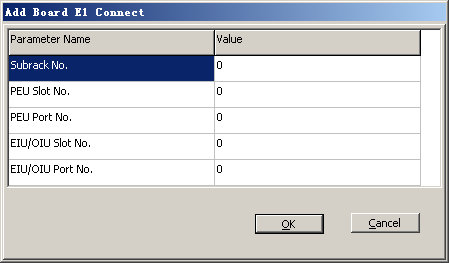 Add Board E1 Connect
Parameter Name Value
Subrack No. 0
PEU Slot No. 0
PEU Port No. 0
EIU/OIU Slot No. 0
EIU/OIU Port No. 0
OK Cancel